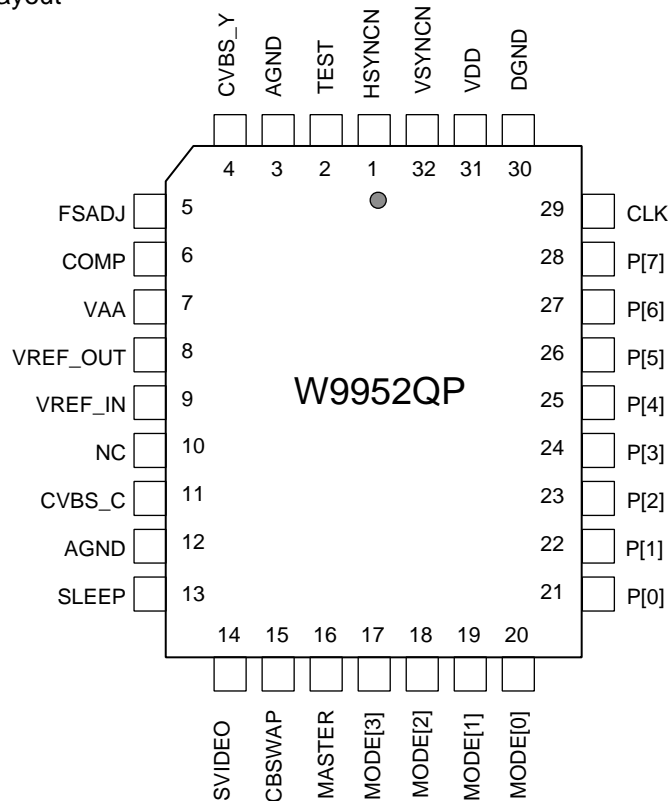 ayout
CVBS_Y
AGND
TEST
HSYNCN
VSYNCN
VDD
DGND
4 3 2 1 32 31 30
FSADJ 5 29 CLK
COMP 6 28 P[7]
VAA 7 27 P[6]
VREF_OUT 8 26 P[5]
W9952QP
VREF_IN 9 25 P[4]
NC 10 24 P[3]
CVBS_C 11 23 P[2]
AGND 12 22 P[1]
SLEEP 13 21 P[0]
14 15 16 17 18 19 20
SVIDEO
CBSWAP
MASTER
MODE[3]
MODE[2]
MODE[1]
MODE[0]